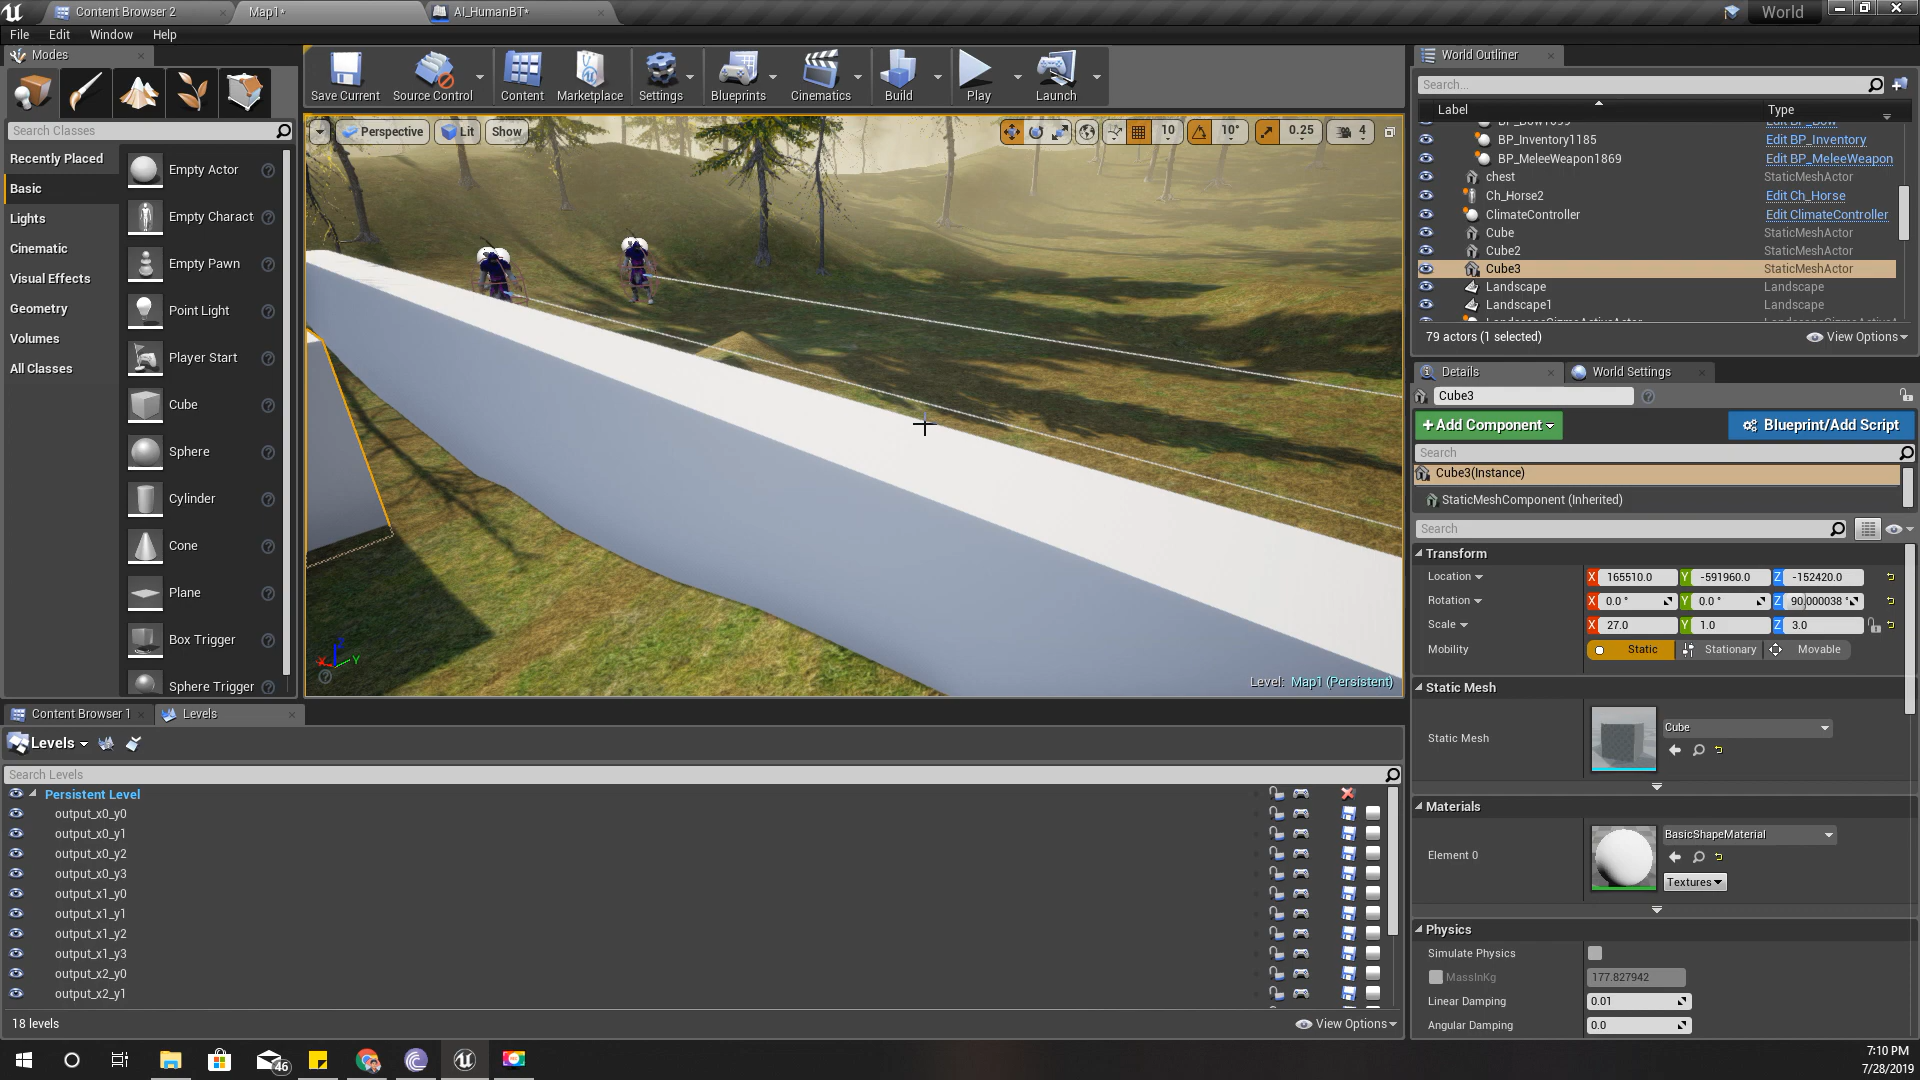 Content Browser 2
Map1*
AI_HumanBT*
World
File Edit Window Help
Modes
Search Classes
Recently Placed
Basic
Lights
Cinematic
Visual Effects
Geometry
Volumes
All Classes
Empty Actor
Empty Charact
Empty Pawn
Point Light
Player Start
Cube
Sphere
Cylinder
Cone
Plane
Box Trigger
Sphere Trigger
Save Current
Source Control
Content
Marketplace
Settings
Blueprints
Cinematics
Build
Play
Launch
Perspective
Lit
Show
10
10°
0.25
4
Level: Map1 (Persistent)
World Outliner
Search...
Label
Type
BP_Inventory1185 Edit BP_Inventory
BP_MeleeWeapon1869 Edit BP_MeleeWeapon
chest StaticMeshActor
Ch_Horse2 Edit Ch_Horse
ClimateController Edit ClimateController
Cube StaticMeshActor
Cube2 StaticMeshActor
Cube3 StaticMeshActor
Landscape Landscape
Landscape1 Landscape
79 actors (1 selected)
View Options
Details
World Settings
Cube3
+Add Component
Blueprint/Add Script
Search
Cube3(Instance)
StaticMeshComponent (Inherited)
Search
Transform
Location X 165510.0 Y -591960.0 Z -152420.0
Rotation X 0.0 ° Y 0.0 ° Z 90.000038 °
Scale X 27.0 Y 1.0 Z 3.0
Mobility Static Stationary Movable
Static Mesh
Static Mesh
Cube
Materials
Element 0
BasicShapeMaterial
Textures
Physics
Simulate Physics
MassInKg 177.827942
Linear Damping 0.01
Angular Damping 0.0
Content Browser 1
Levels
Levels
Search Levels
Persistent Level
output_x0_y0
output_x0_y1
output_x0_y2
output_x0_y3
output_x1_y0
output_x1_y1
output_x1_y2
output_x1_y3
output_x2_y0
output_x2_y1
18 levels
View Options
46
7:10 PM
7/28/2019